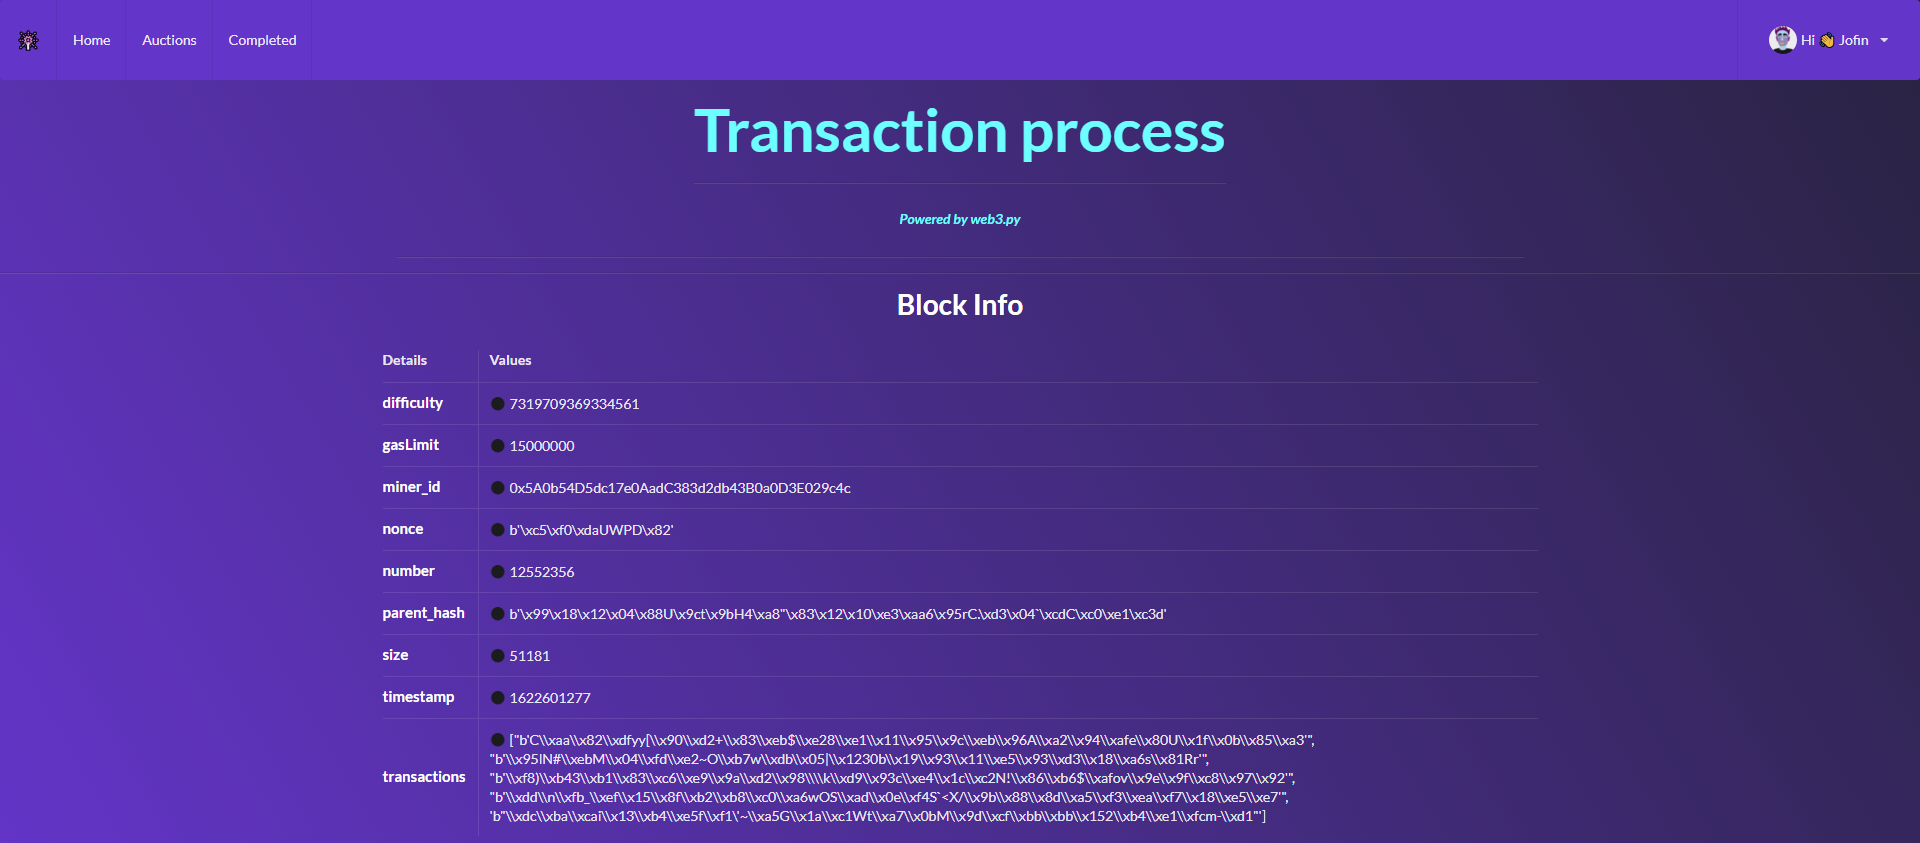 Home
Auctions
Completed
Hi 👋 Jofin
Transaction process
Powered by web3.py
Block Info
Details Values
difficulty 7319709369334561
gasLimit 15000000
miner_id 0x5A0b54D5dc17e0AadC383d2db43B0a0D3E029c4c
nonce b'\xc5\xf0\xdaUWPD\x82'
number 12552356
parent_hash b'\x99\x18\x12\x04\x88U\x9ct\x9bH4\xa8"\x83\x12\x10\xe3\xaa6\x95rC.\xd3\x04`\xcdC\xc0\xe1\xc3d'
size 51181
timestamp 1622601277
transactions
["b'C\\xaa\\x82\\xdfyy[\\x90\\xd2+\\x83\\xeb$\\xe28\\xe1\\x11\\x95\\x9c\\xeb\\x96A\\xa2\\x94\\xafe\\x80U\\x1f\\x0b\\x85\\xa3'",
"b'\\x95lN#\\xebM\\x04\\xfd\\xe2~O\\xb7w\\xdb\\x05|\\x1230b\\x19\\x93\\x11\\xe5\\x93\\xd3\\x18\\xa6s\\x81Rr'",
"b'\\xf8)\\xb43\\xb1\\x83\\xc6\\xe9\\x9a\\xd2\\x98\\\\k\\xd9\\x93c\\xe4\\x1c\\xc2N!\\x86\\xb6$\\xafov\\x9e\\x9f\\xc8\\x97\\x92'",
"b'\\xdd\\n\\xfb_\\xef\\x15\\x8f\\xb2\\xb8\\xc0\\xa6wOS\\xad\\x0e\\xf4S`<X/\\x9b\\x88\\x8d\\xa5\\xf3\\xea\\xf7\\x18\\xe5\\xe7'",
'b"\\xdc\\xba\\xcai\\x13\\xb4\\xe5f\\xf1\'~\\xa5G\\x1a\\xc1Wt\\xa7\\x0bM\\x9d\\xcf\\xbb\\xbb\\x152\\xb4\\xe1\\xfcm-\\xd1"']